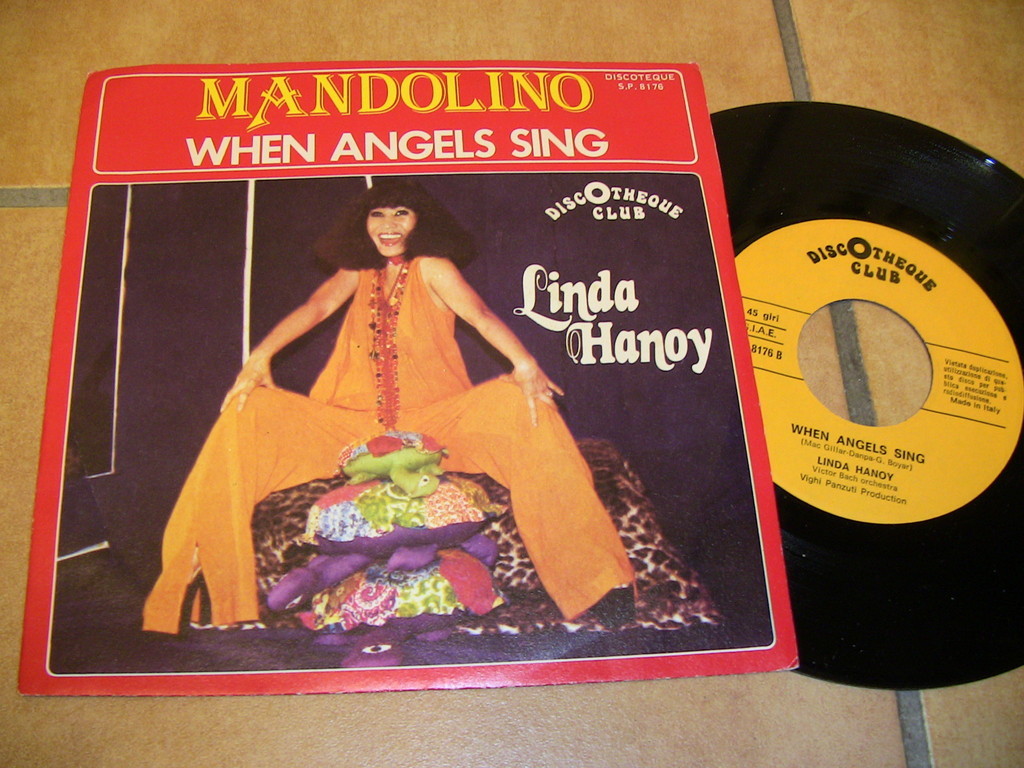 MANDOLINO
DISCOTEQUE
S.P. 8176
WHEN ANGELS SING
DISCOTHEQUE
CLUB
Linda
Hanoy
DISCOTHEQUE
CLUB
45 giri
S.I.A.E.
8176 B
Vietata duplicazione,
utilizzazione di que-
sto disco per pub-
blica esecuzione e
radiodiffusione.
Made in Italy
WHEN ANGELS SING
(Mac Gillar-Danpa-G. Boyar)
LINDA HANOY
Victor Bach orchestra
Vighi Panzuti Production